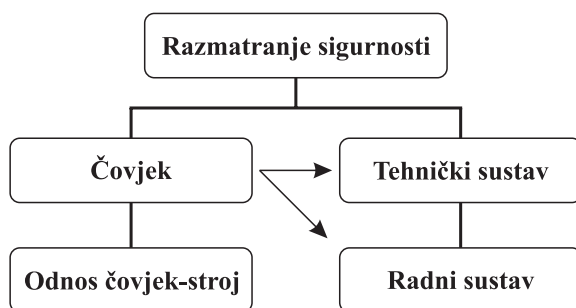 Razmatranje sigurnosti
Čovjek
Tehnički sustav
Odnos čovjek-stroj
Radni sustav